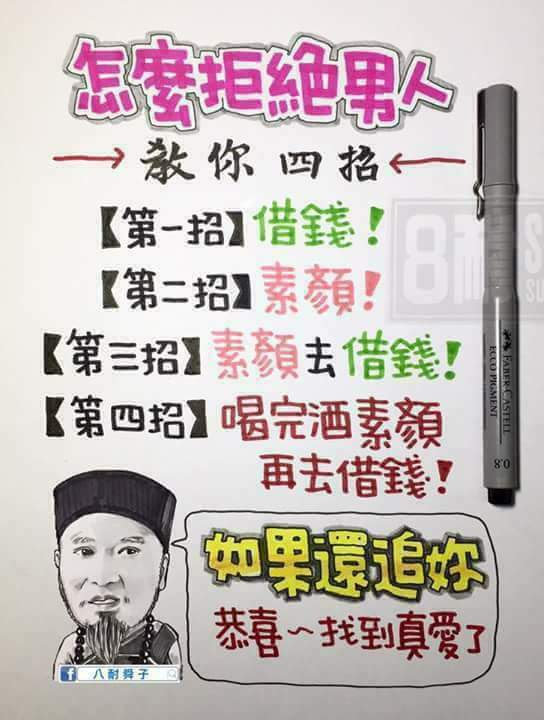 怎麼拒絕男人
教你四招
【第一招】借錢！
【第二招】素顏！
【第三招】素顏去借錢！
【第四招】喝完酒素顏
再去借錢！
如果還追妳
恭喜～找到真愛了
八耐舜子
FABER-CASTELL
ECCO PIGMENT
0.8